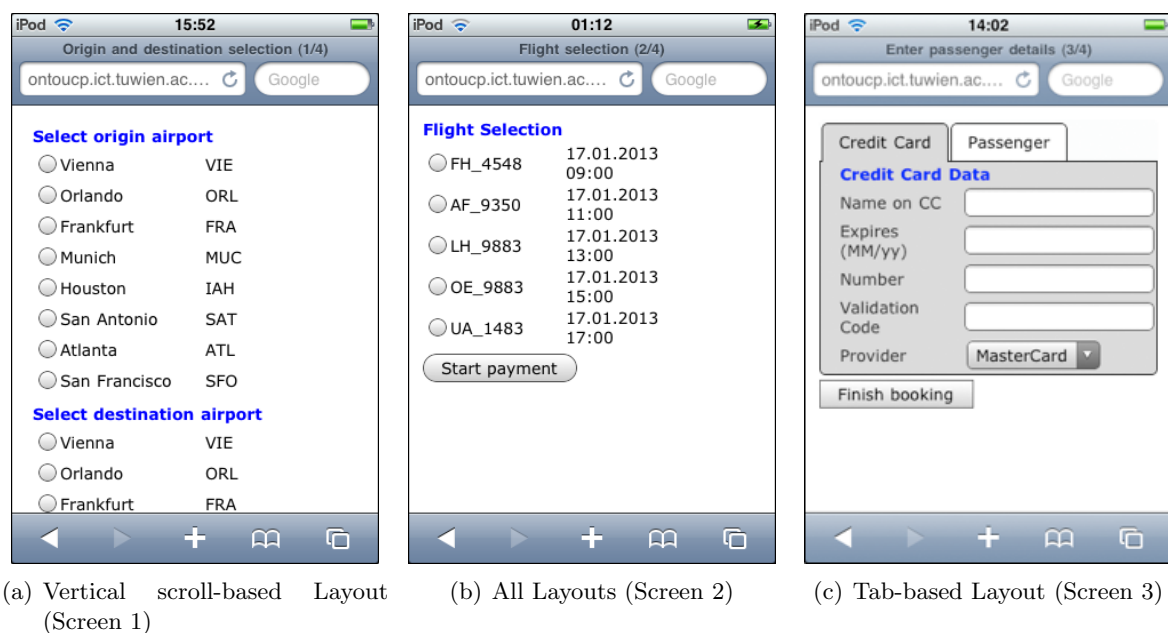 iPod 15:52
Origin and destination selection (1/4)
ontoucp.ict.tuwien.ac.... Google
Select origin airport
Vienna VIE
Orlando ORL
Frankfurt FRA
Munich MUC
Houston IAH
San Antonio SAT
Atlanta ATL
San Francisco SFO
Select destination airport
Vienna VIE
Orlando ORL
Frankfurt FRA
(a) Vertical scroll-based Layout
(Screen 1)
iPod 01:12
Flight selection (2/4)
ontoucp.ict.tuwien.ac.... Google
Flight Selection
FH_4548 17.01.2013
09:00
AF_9350 17.01.2013
11:00
LH_9883 17.01.2013
13:00
OE_9883 17.01.2013
15:00
UA_1483 17.01.2013
17:00
Start payment
(b) All Layouts (Screen 2)
iPod 14:02
Enter passenger details (3/4)
ontoucp.ict.tuwien.ac.... Google
Credit Card Passenger
Credit Card Data
Name on CC
Expires
(MM/yy)
Number
Validation
Code
Provider MasterCard
Finish booking
(c) Tab-based Layout (Screen 3)